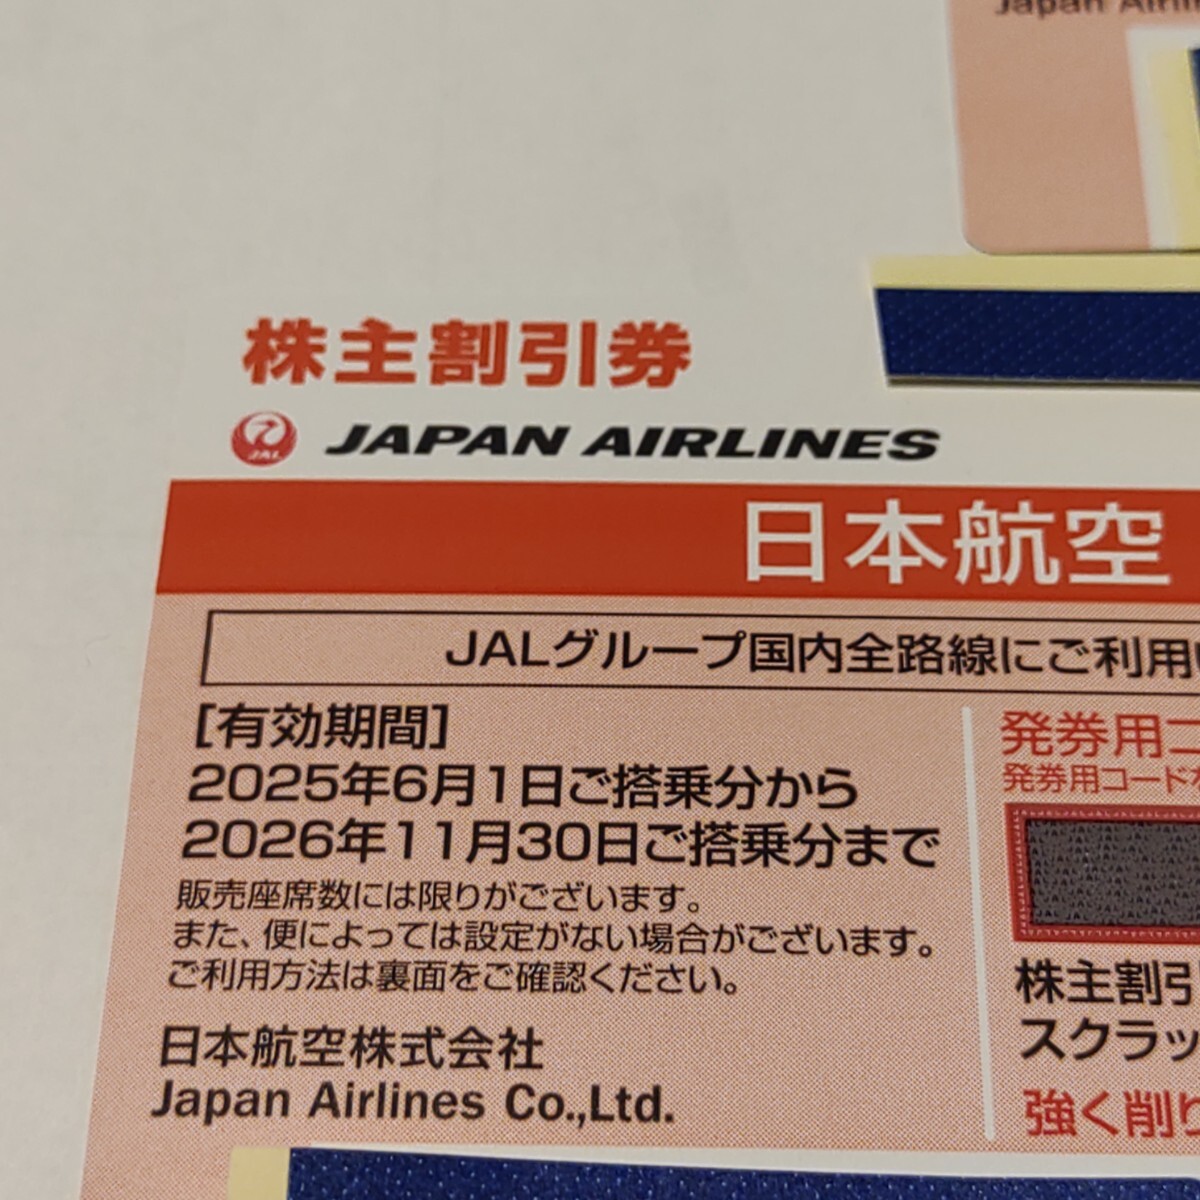 Japan Airlin
株主割引券
JAL JAPAN AIRLINES
日本航空
JALグループ国内全路線にご利用
[有効期間]
2025年6月1日ご搭乗分から
2026年11月30日ご搭乗分まで
販売座席数には限りがございます。
また、便によっては設定がない場合がございます。
ご利用方法は裏面をご確認ください。
日本航空株式会社
Japan Airlines Co.,Ltd.
発券用コ
発券用コード
株主割引
スクラッ
強く削り